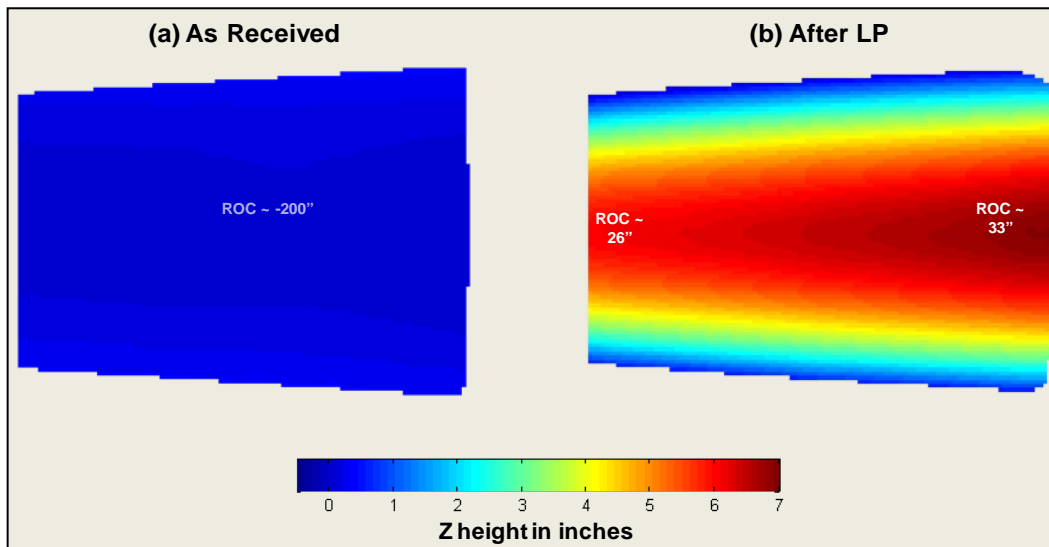 (a) As Received
(b) After LP
ROC ~ -200”
ROC ~
26”
ROC ~
33”
0 1 2 3 4 5 6 7
Z height in inches